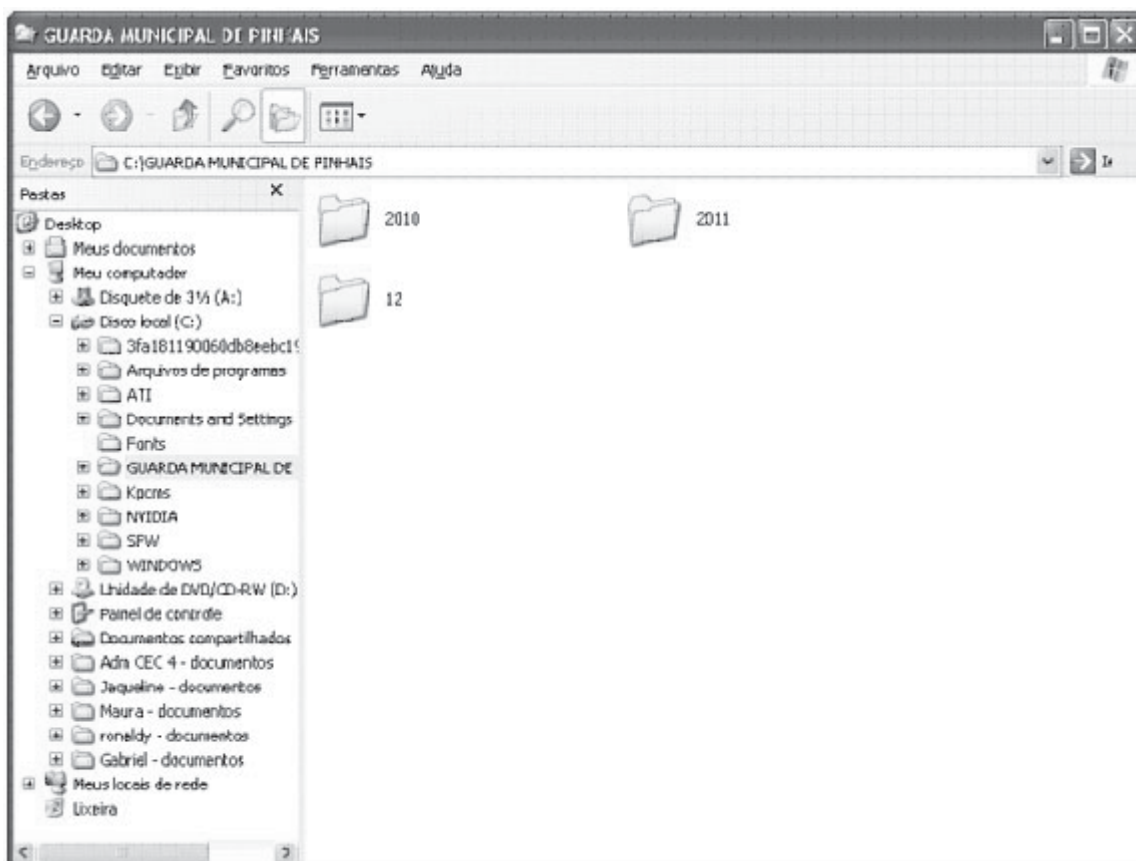 GUARDA MUNICIPAL DE PINHAIS
Arquivo Editar Exibir Favoritos Ferramentas Ajuda
Endereço C:\GUARDA MUNICIPAL DE PINHAIS Ir
Pastas
Desktop
Meus documentos
Meu computador
Disquete de 3½ (A:)
Disco local (C:)
3fa181190060db8eebc19
Arquivos de programas
ATI
Documents and Settings
Fonts
GUARDA MUNICIPAL DE
Kpcms
NVIDIA
SFW
WINDOWS
Unidade de DVD/CD-RW (D:)
Painel de controle
Documentos compartilhados
Adm CEC 4 - documentos
Jaqueline - documentos
Maura - documentos
ronaldy - documentos
Gabriel - documentos
Meus locais de rede
Lixeira
2010 2011
12